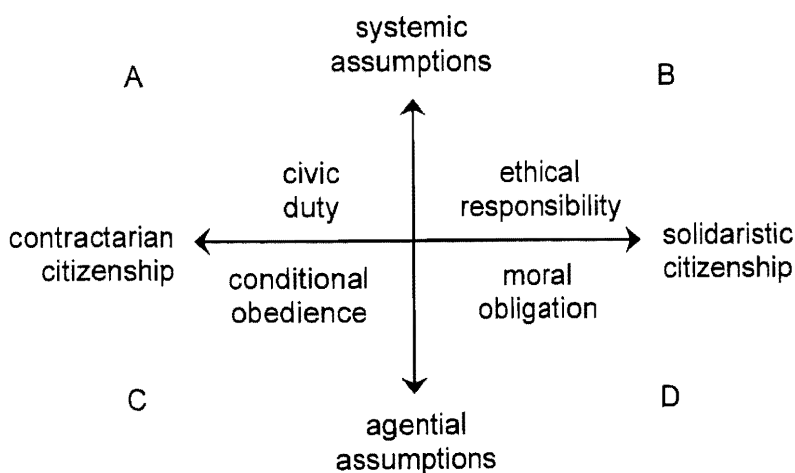 systemic
assumptions
A
B
civic
duty
ethical
responsibility
contractarian
citizenship
solidaristic
citizenship
conditional
obedience
moral
obligation
C
D
agential
assumptions